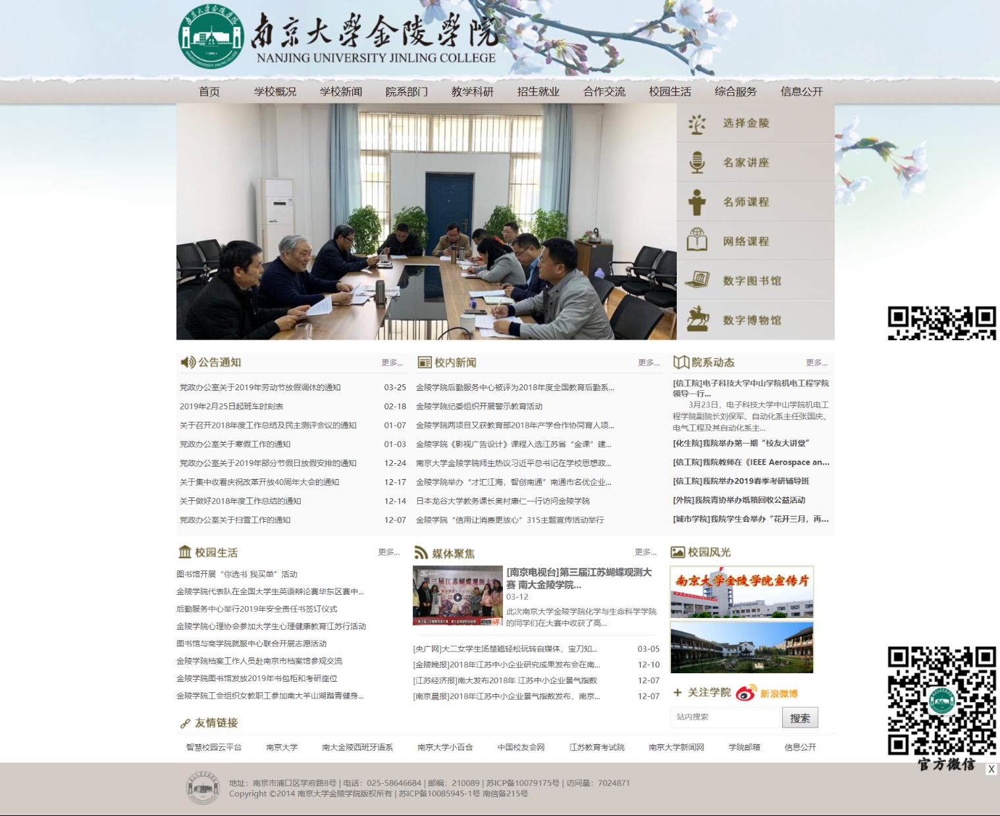 南京大学金陵学院
NANJING UNIVERSITY JINLING COLLEGE
首页 学校概况 学校新闻 院系部门 教学科研 招生就业 合作交流 校园生活 综合服务 信息公开
选择金陵
名家讲座
名师课程
网络课程
数字图书馆
数字博物馆
公告通知 更多...
党政办公室关于2019年劳动节放假调休的通知 03-25
2019年2月25日起班车时刻表 02-18
关于召开2018年度工作总结及民主测评会议的通知 01-07
党政办公室关于寒假工作的通知 01-03
党政办公室关于2019年部分节假日放假安排的通知 12-24
关于集中收看庆祝改革开放40周年大会的通知 12-17
关于做好2018年度工作总结的通知 12-14
党政办公室关于扫雪工作的通知 12-07
校内新闻 更多...
金陵学院后勤服务中心被评为2018年度全国教育后勤系...
金陵学院纪委组织开展警示教育活动
金陵学院两项目又获教育部2018年产学合作协同育人项...
金陵学院《影视广告设计》课程入选江苏省“金课”建...
南京大学金陵学院师生热议习近平总书记在学校思想政...
金陵学院举办“才汇江海，智创南通”南通市名优企业...
日本龙谷大学教务课长奥村康仁一行访问金陵学院
金陵学院“信用让消费更放心”315主题宣传活动举行
院系动态 更多...
[信工院]电子科技大学中山学院机电工程学院
领导一行...
3月23日，电子科技大学中山学院机电工
程学院副院长刘保军、自动化系主任张国庆、
电气工程及其自动化系主...
[化生院]我院举办第一期“校友大讲堂”
[信工院]我院教师在《IEEE Aerospace an...
[信工院]我院举办2019春季考研辅导班
[外院]我院青协举办纸箱回收公益活动
[城市学院]我院学生会举办“花开三月，再...
校园生活 更多...
图书馆开展“你选书 我买单”活动
金陵学院代表队在全国大学生英语辩论赛华东区赛中...
后勤服务中心举行2019年安全责任书签订仪式
金陵学院心理协会参加大学生心理健康教育江苏行活动
图书馆与商学院就服中心联合开展志愿活动
金陵学院档案工作人员赴南京市档案馆参观交流
金陵学院图书馆发放2019年书包柜和考研座位
金陵学院工会组织女教职工参加南大羊山湖踏青健身...
媒体聚焦 更多...
第三届江苏蝴蝶观测大赛
[南京电视台]第三届江苏蝴蝶观测大
赛 南大金陵学院...
03-12
此次南京大学金陵学院化学与生命科学学院
的同学们在大赛中收获了高...
[央广网]大二女学生汤楚翘轻松玩转自媒体，宝刀知... 03-05
[金陵晚报]2018年江苏中小企业研究成果发布会在南... 12-10
[江苏经济报]南大发布2018年 江苏中小企业景气指数 12-07
[南京晨报]2018年江苏中小企业景气指数发布，南京... 12-07
校园风光
南京大学金陵学院宣传片
+ 关注学院 新浪微博
站内搜索 搜索
友情链接
智慧校园云平台 南京大学 南大金陵西班牙语系 南京大学小百合 中国校友会网 江苏教育考试院 南京大学新闻网 学院邮箱 信息公开
官方微信 X
地址：南京市浦口区学府路8号 | 电话：025-58646684 | 邮编：210089 | 苏ICP备10079175号 | 访问量：7024871
Copyright ©2014 南京大学金陵学院版权所有 | 苏ICP备10085945-1号 南信备215号